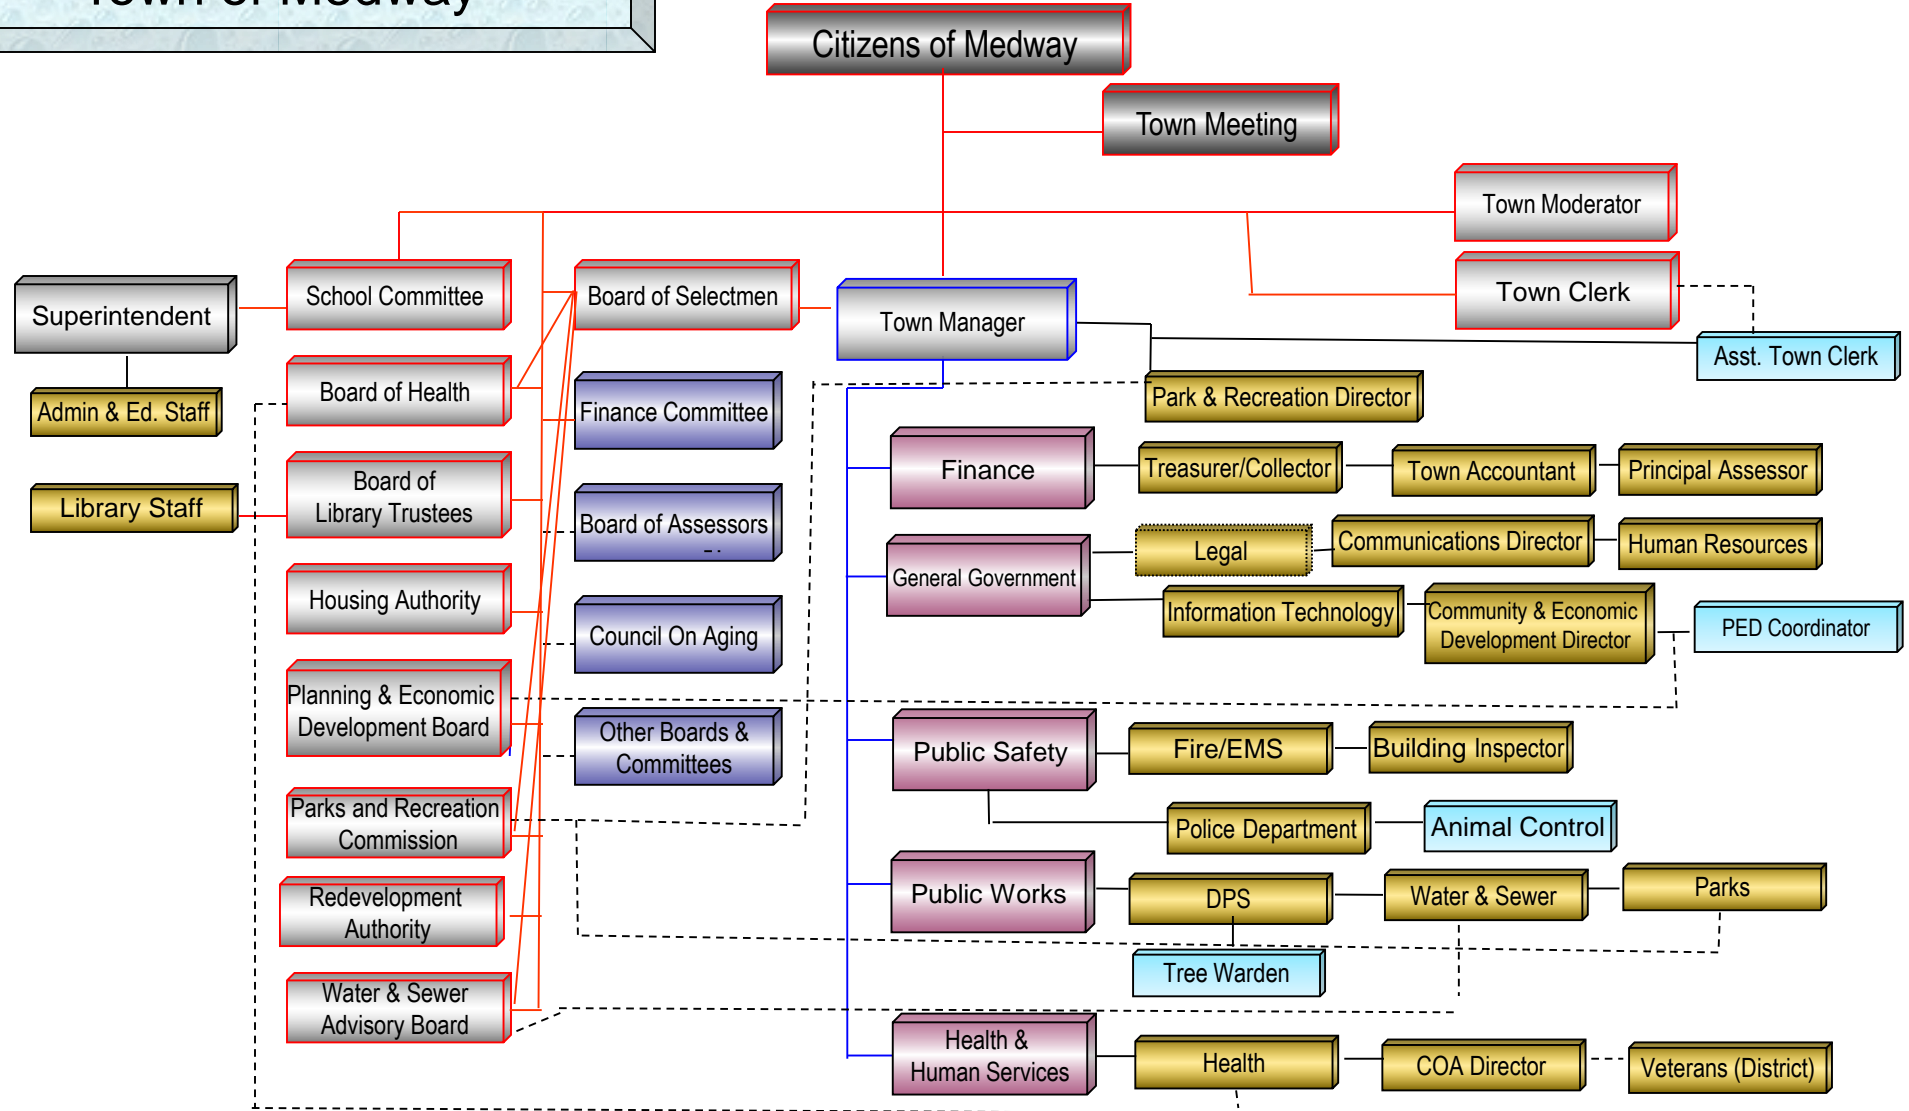 Town of Medway
Citizens of Medway
Town Meeting
Town Moderator
Town Clerk
Asst. Town Clerk
Superintendent
School Committee
Board of Selectmen
Town Manager
Admin & Ed. Staff
Board of Health
Finance Committee
Park & Recreation Director
Library Staff
Board of
Library Trustees
Board of Assessors
Finance
Treasurer/Collector
Town Accountant
Principal Assessor
Housing Authority
Council On Aging
General Government
Legal
Communications Director
Human Resources
Information Technology
Community & Economic
Development Director
PED Coordinator
Planning & Economic
Development Board
Other Boards &
Committees
Public Safety
Fire/EMS
Building Inspector
Police Department
Animal Control
Parks and Recreation
Commission
Redevelopment
Authority
Public Works
DPS
Water & Sewer
Parks
Tree Warden
Water & Sewer
Advisory Board
Health &
Human Services
Health
COA Director
Veterans (District)